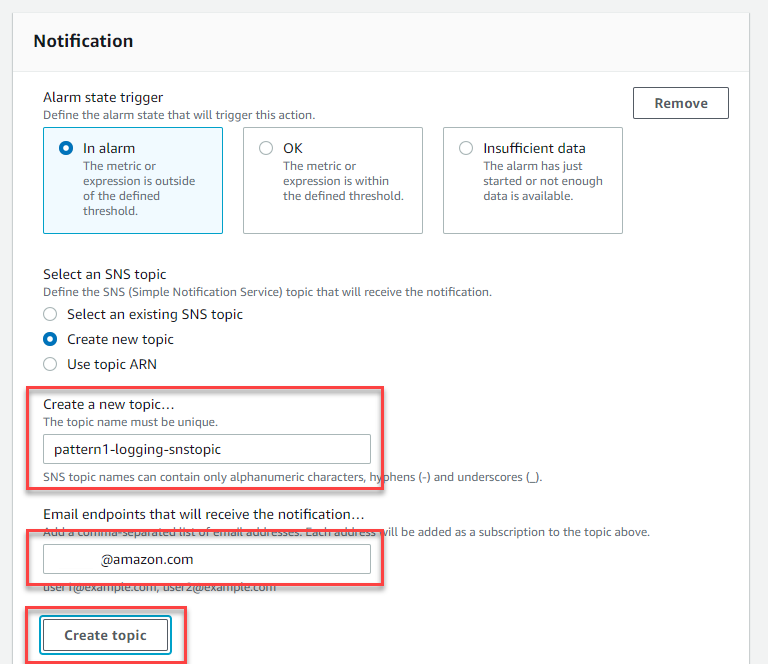 Notification
Alarm state trigger
Define the alarm state that will trigger this action.
Remove
In alarm
The metric or
expression is outside
of the defined
threshold.
OK
The metric or
expression is within
the defined threshold.
Insufficient data
The alarm has just
started or not enough
data is available.
Select an SNS topic
Define the SNS (Simple Notification Service) topic that will receive the notification.
Select an existing SNS topic
Create new topic
Use topic ARN
Create a new topic…
The topic name must be unique.
pattern1-logging-snstopic
SNS topic names can contain only alphanumeric characters, hyphens (-) and underscores (_).
Email endpoints that will receive the notification…
Add a comma-separated list of email addresses. Each address will be added as a subscription to the topic above.
@amazon.com
user1@example.com, user2@example.com
Create topic